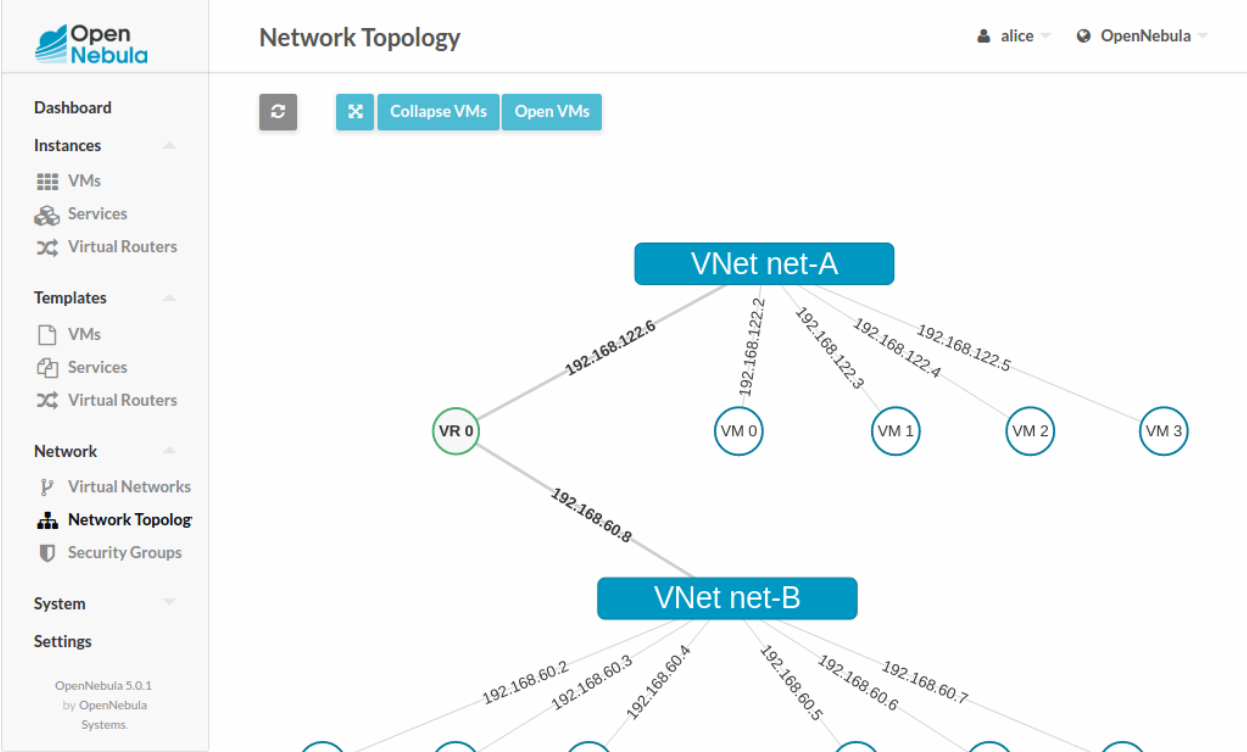 Open
Nebula
Network Topology
alice
OpenNebula
Dashboard
Instances
VMs
Services
Virtual Routers
Templates
VMs
Services
Virtual Routers
Network
Virtual Networks
Network Topolog
Security Groups
System
Settings
OpenNebula 5.0.1
by OpenNebula
Systems.
Collapse VMs
Open VMs
VNet net-A
192.168.122.6
192.168.122.2
192.168.122.3
192.168.122.4
192.168.122.5
VR 0
VM 0
VM 1
VM 2
VM 3
192.168.60.8
VNet net-B
192.168.60.2
192.168.60.3
192.168.60.4
192.168.60.5
192.168.60.6
192.168.60.7